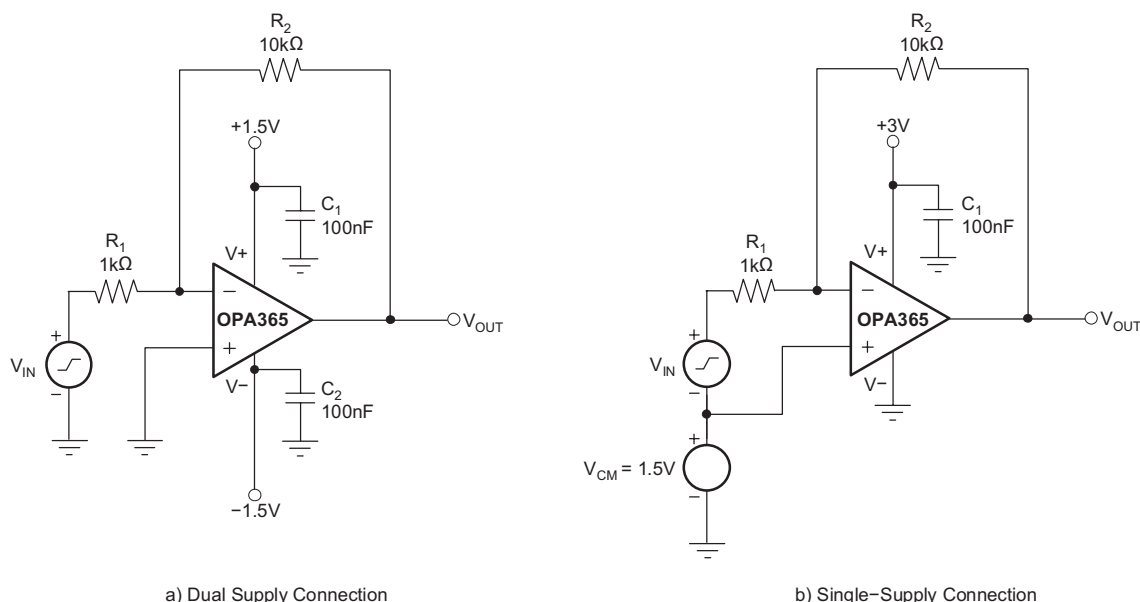 R2
10kΩ
+1.5V
C1
100nF
R1
1kΩ
V+
−
OPA365
+
VOUT
+
VIN
−
V−
C2
100nF
−1.5V
a) Dual Supply Connection
R2
10kΩ
+3V
C1
100nF
R1
1kΩ
V+
−
OPA365
+
VOUT
+
VIN
−
V−
+
VCM = 1.5V
−
b) Single−Supply Connection